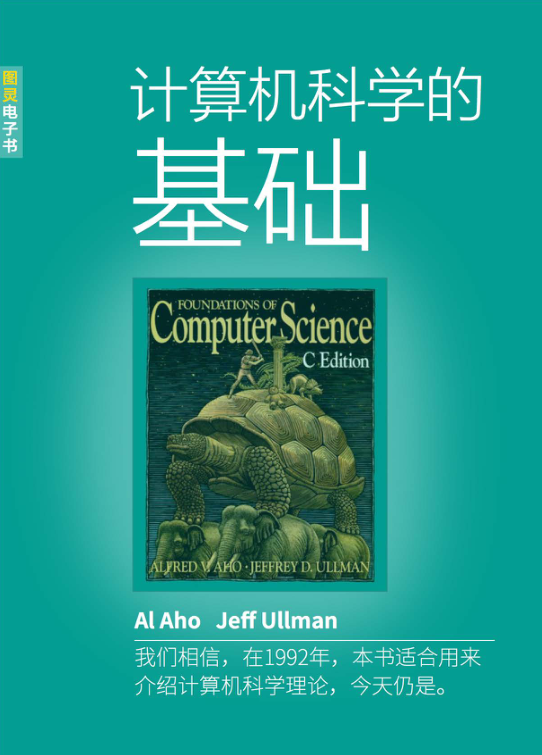 图灵电子书
计算机科学的
基础
FOUNDATIONS OF
Computer Science
C Edition
ALFRED V. AHO · JEFFREY D. ULLMAN
Al Aho Jeff Ullman
我们相信，在1992年，本书适合用来
介绍计算机科学理论，今天仍是。